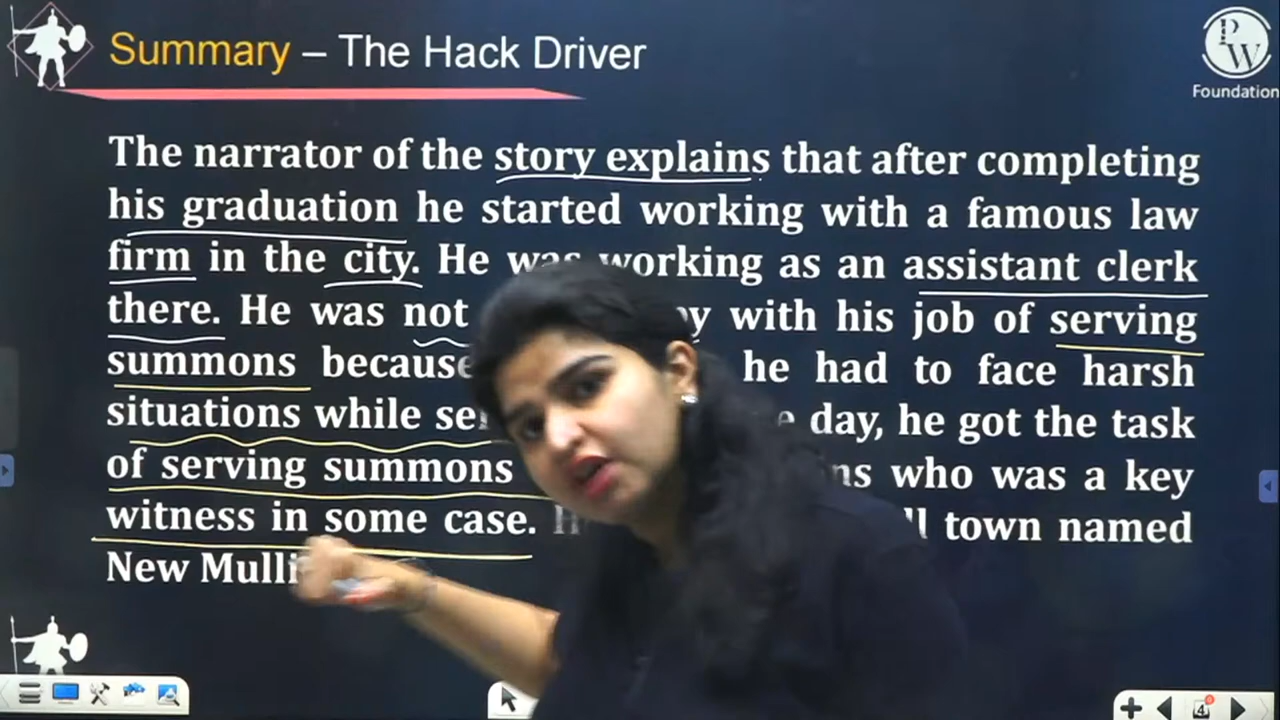 Summary – The Hack Driver
PW
Foundation
The narrator of the story explains that after completing
his graduation he started working with a famous law
firm in the city. He was working as an assistant clerk
there. He was not with his job of serving
summons because he had to face harsh
situations while day, he got the task
of serving summons who was a key
witness in some case. town named
New
4